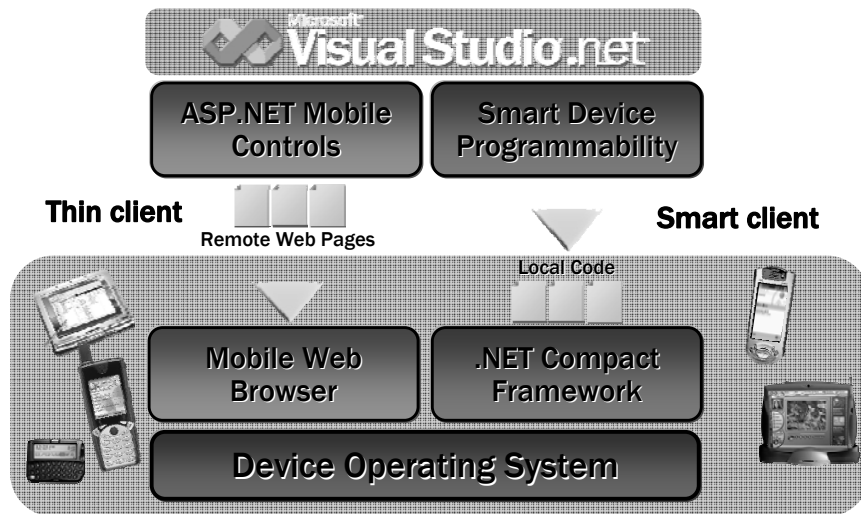 Microsoft
Visual Studio.net
ASP.NET Mobile
Controls
Smart Device
Programmability
Thin client
Remote Web Pages
Smart client
Local Code
Mobile Web
Browser
.NET Compact
Framework
Device Operating System